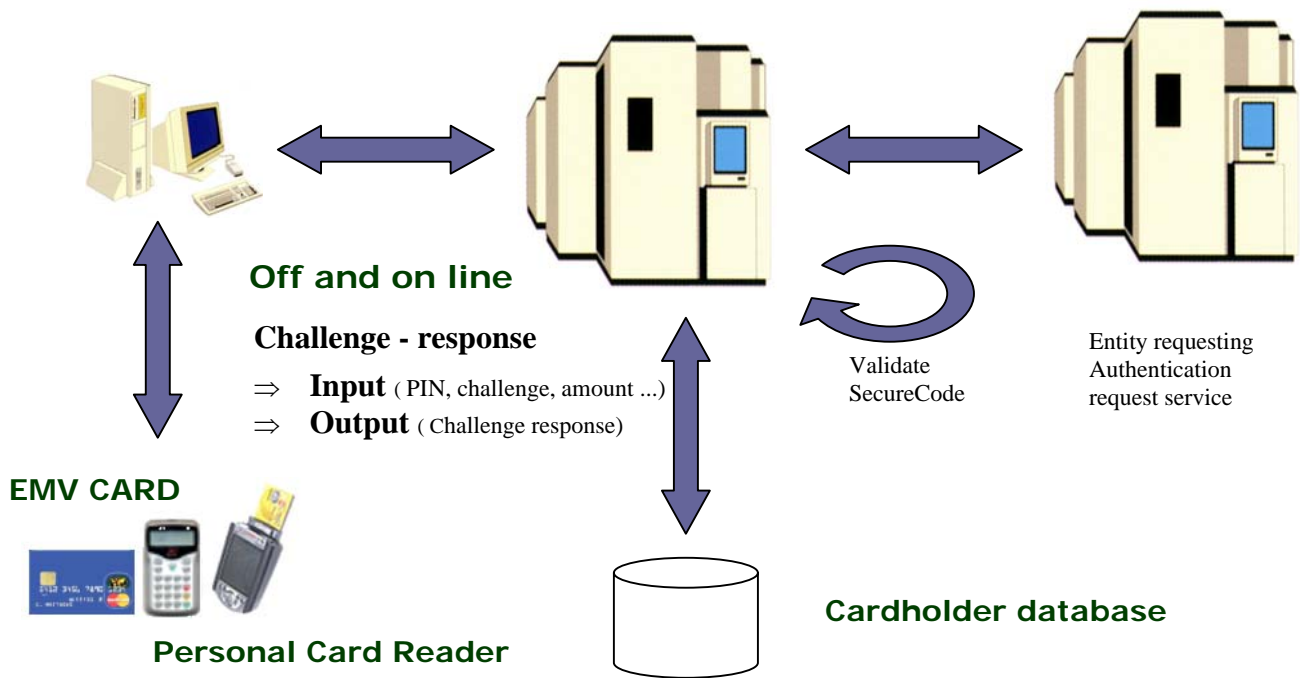 Off and on line
Challenge - response
⇒ Input ( PIN, challenge, amount ...)
⇒ Output ( Challenge response)
Validate
SecureCode
Entity requesting
Authentication
request service
EMV CARD
Personal Card Reader
Cardholder database